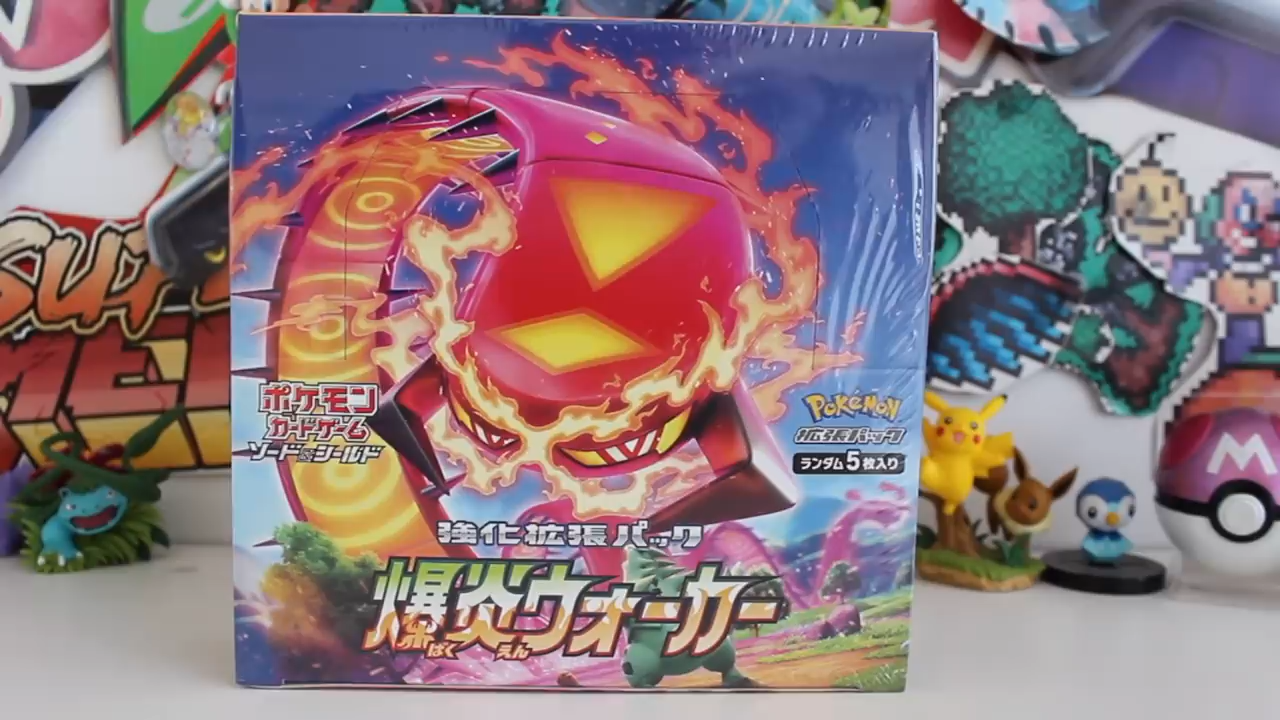 ポケモン
カードゲーム
ソード&シールド
POKÉMON
拡張パック
ランダム5枚入り
強化拡張パック
爆炎ウォーカー
ばく えん
M